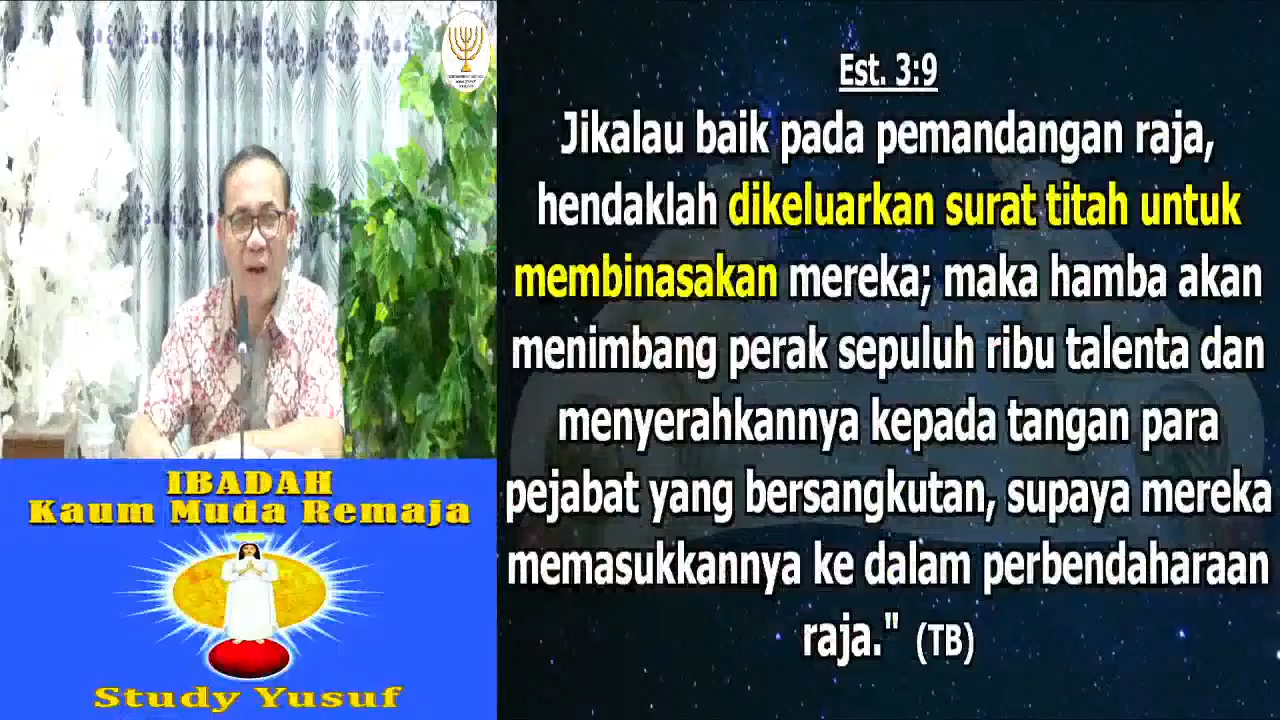 Est. 3:9
Jikalau baik pada pemandangan raja,
hendaklah dikeluarkan surat titah untuk
membinasakan mereka; maka hamba akan
menimbang perak sepuluh ribu talenta dan
menyerahkannya kepada tangan para
pejabat yang bersangkutan, supaya mereka
memasukkannya ke dalam perbendaharaan
raja." (TB)
IBADAH
Kaum Muda Remaja
Study Yusuf